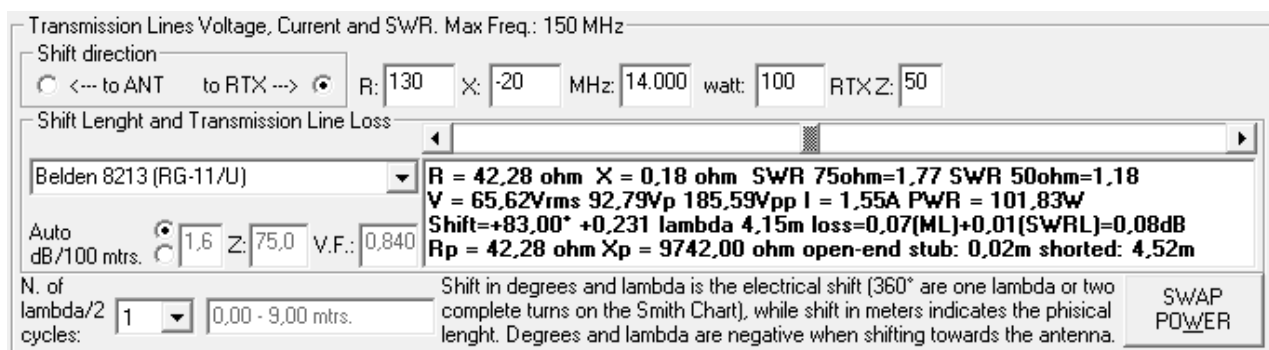 Transmission Lines Voltage, Current and SWR. Max Freq.: 150 MHz
Shift direction
<--- to ANT to RTX ---> R: 130 X: -20 MHz: 14.000 watt: 100 RTX Z: 50
Shift Lenght and Transmission Line Loss
Belden 8213 (RG-11/U)
R = 42,28 ohm X = 0,18 ohm SWR 75ohm=1,77 SWR 50ohm=1,18
V = 65,62Vrms 92,79Vp 185,59Vpp I = 1,55A PWR = 101,83W
Shift=+83,00° +0,231 lambda 4,15m loss=0,07(ML)+0,01(SWRL)=0,08dB
Rp = 42,28 ohm Xp = 9742,00 ohm open-end stub: 0,02m shorted: 4,52m
Auto
dB/100 mtrs. 1,6 Z: 75,0 V.F.: 0,840
N. of
lambda/2
cycles: 1 0,00 - 9,00 mtrs.
Shift in degrees and lambda is the electrical shift (360° are one lambda or two
complete turns on the Smith Chart), while shift in meters indicates the phisical
lenght. Degrees and lambda are negative when shifting towards the antenna.
SWAP
POWER